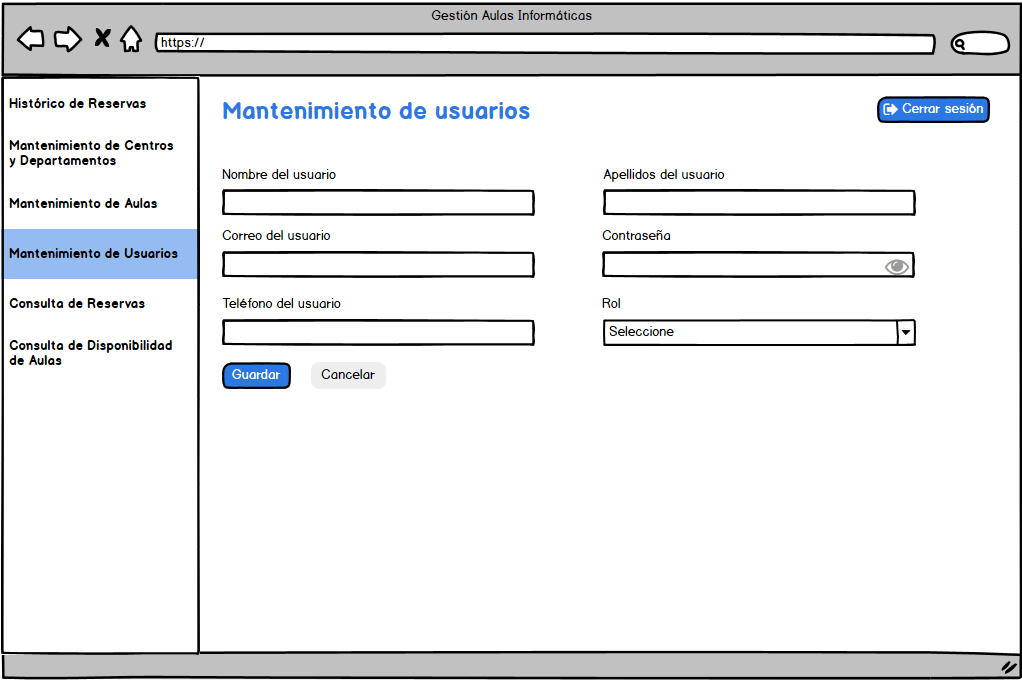 Gestión Aulas Informáticas
https://
Histórico de Reservas
Mantenimiento de Centros
y Departamentos
Mantenimiento de Aulas
Mantenimiento de Usuarios
Consulta de Reservas
Consulta de Disponibilidad
de Aulas
Mantenimiento de usuarios
Cerrar sesión
Nombre del usuario
Apellidos del usuario
Correo del usuario
Contraseña
Teléfono del usuario
Rol
Seleccione
Guardar
Cancelar